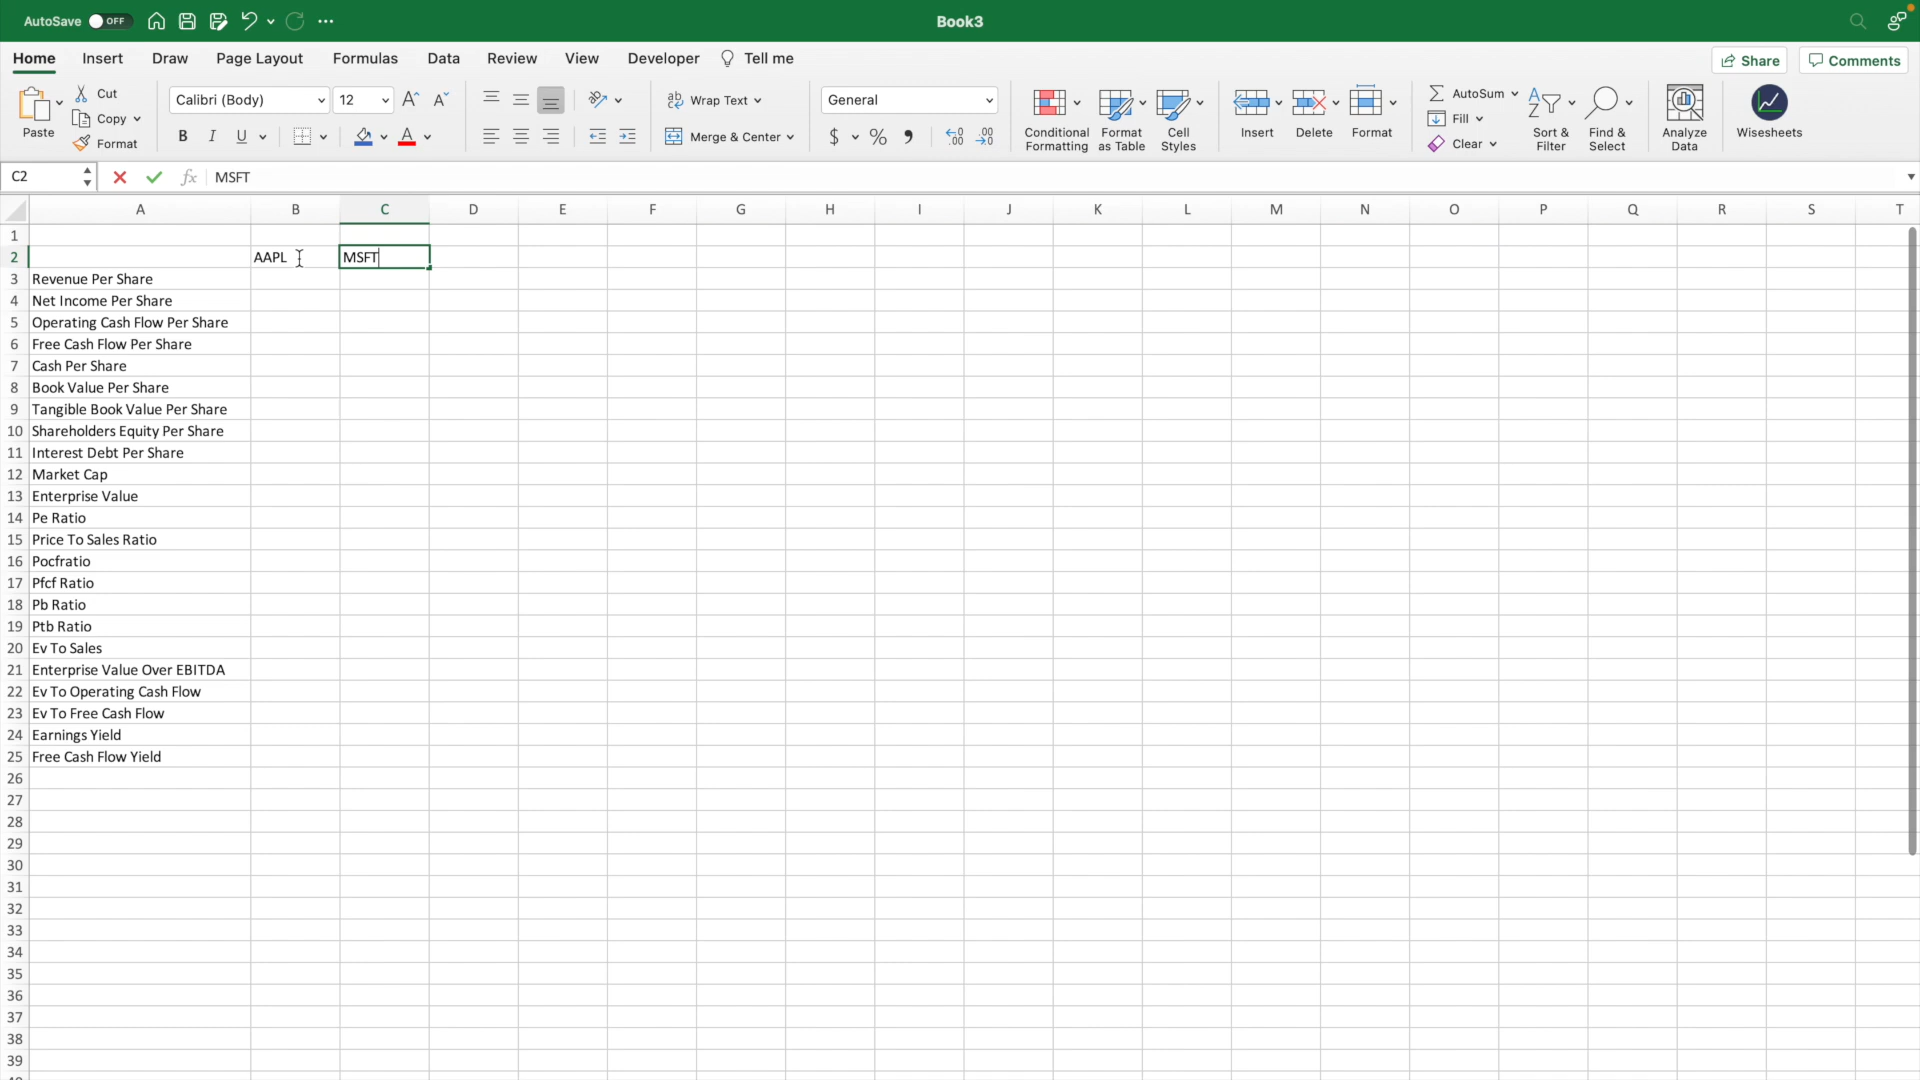 AutoSave OFF Book3
Home Insert Draw Page Layout Formulas Data Review View Developer Tell me Share Comments
Paste Cut Copy Format Calibri (Body) 12 Wrap Text Merge & Center General Conditional Formatting Format as Table Cell Styles Insert Delete Format AutoSum Fill Clear Sort & Filter Find & Select Analyze Data Wisesheets
C2 fx MSFT
A B C D E F G H I J K L M N O P Q R S T
1
2 AAPL MSFT
3 Revenue Per Share
4 Net Income Per Share
5 Operating Cash Flow Per Share
6 Free Cash Flow Per Share
7 Cash Per Share
8 Book Value Per Share
9 Tangible Book Value Per Share
10 Shareholders Equity Per Share
11 Interest Debt Per Share
12 Market Cap
13 Enterprise Value
14 Pe Ratio
15 Price To Sales Ratio
16 Pocfratio
17 Pfcf Ratio
18 Pb Ratio
19 Ptb Ratio
20 Ev To Sales
21 Enterprise Value Over EBITDA
22 Ev To Operating Cash Flow
23 Ev To Free Cash Flow
24 Earnings Yield
25 Free Cash Flow Yield
26
27
28
29
30
31
32
33
34
35
36
37
38
39